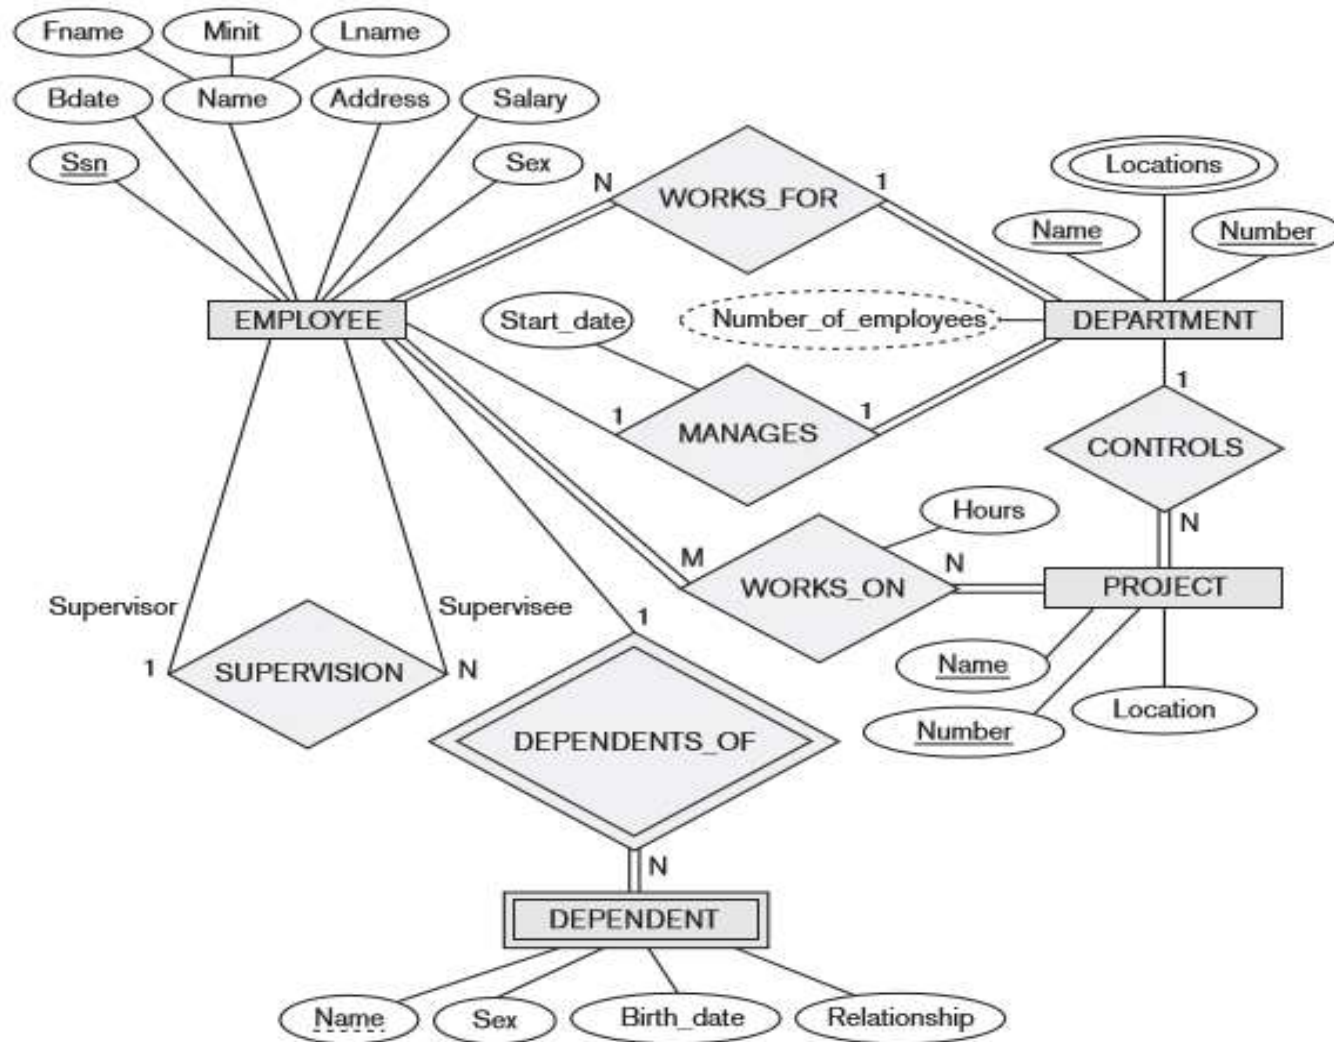 Fname Minit Lname
Bdate Name Address Salary
Ssn Sex
N WORKS_FOR 1
Locations
Name Number
EMPLOYEE Start_date Number_of_employees DEPARTMENT
1 MANAGES 1
1
CONTROLS
N
Hours
M WORKS_ON N PROJECT
Supervisor Supervisee
1 SUPERVISION N
1
Name
Number Location
DEPENDENTS_OF
N
DEPENDENT
Name Sex Birth_date Relationship